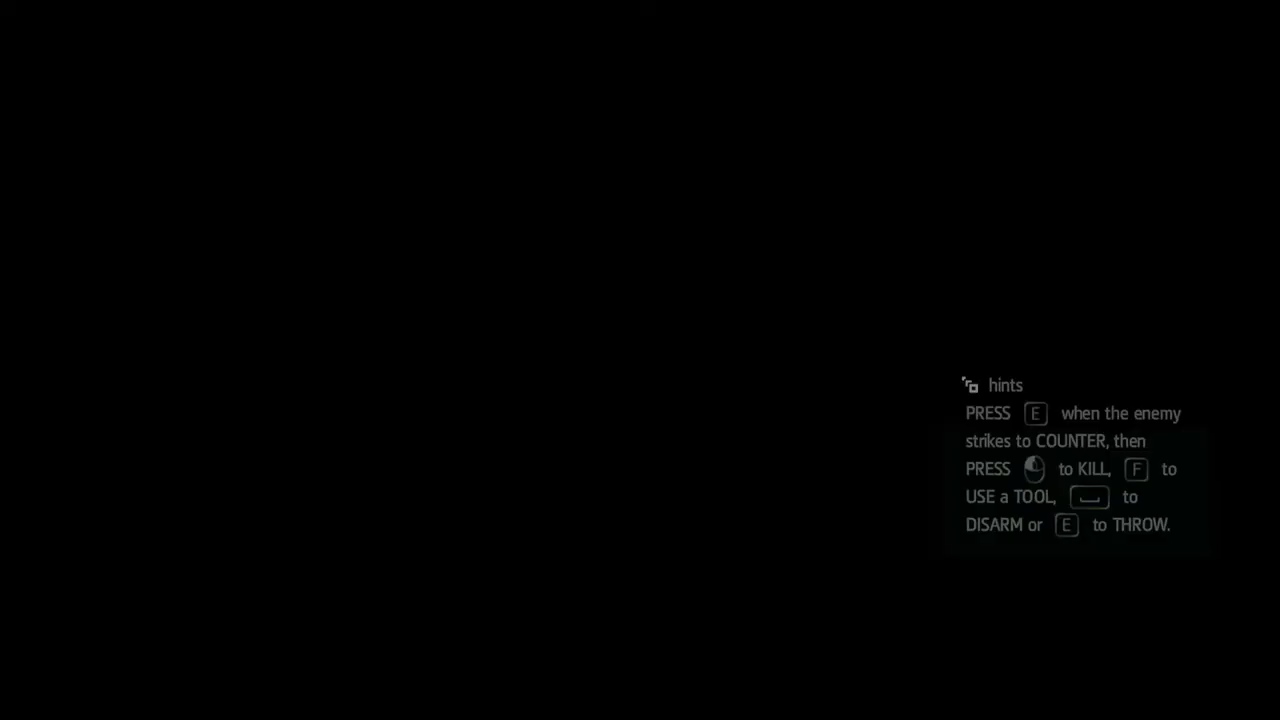 hints
PRESS E when the enemy
strikes to COUNTER, then
PRESS to KILL, F to
USE a TOOL, to
DISARM or E to THROW.